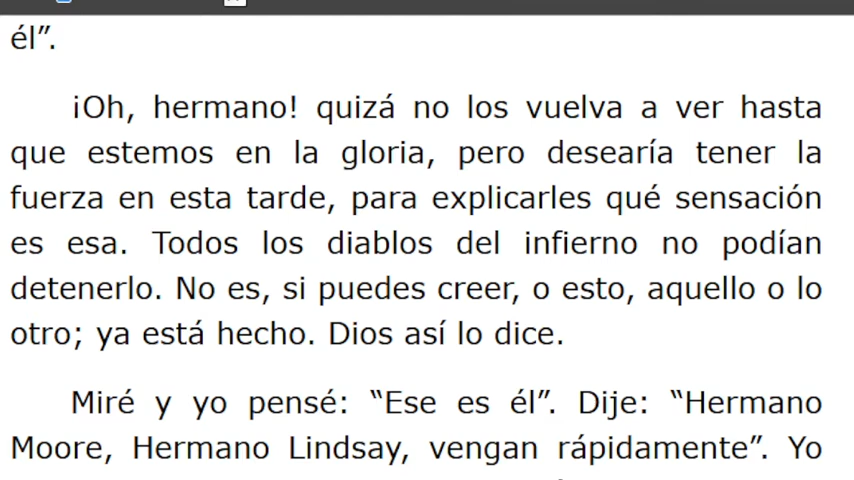 él”.
¡Oh, hermano! quizá no los vuelva a ver hasta
que estemos en la gloria, pero desearía tener la
fuerza en esta tarde, para explicarles qué sensación
es esa. Todos los diablos del infierno no podían
detenerlo. No es, si puedes creer, o esto, aquello o lo
otro; ya está hecho. Dios así lo dice.
Miré y yo pensé: “Ese es él”. Dije: “Hermano
Moore, Hermano Lindsay, vengan rápidamente”. Yo